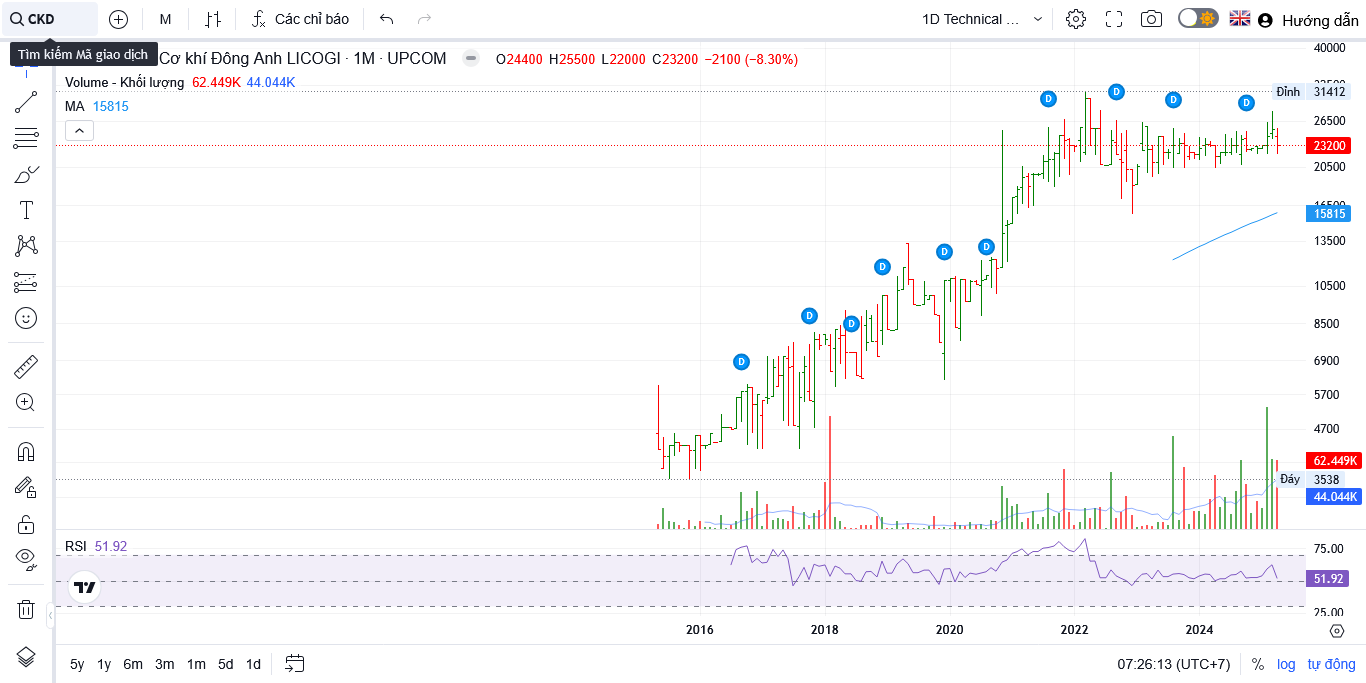 CKD
M
Các chỉ báo
1D Technical ...
Hướng dẫn
Tìm kiếm Mã giao dịch
Cơ khí Đông Anh LICOGI · 1M · UPCOM
O24400 H25500 L22000 C23200 −2100 (−8.30%)
Volume - Khối lượng 62.449K 44.044K
MA 15815
40000
Đỉnh 31412
26500
23200
20500
16500
15815
13500
10500
8500
6900
5700
4700
62.449K
Đáy 3538
44.044K
D D D D D D D D D D
RSI 51.92
75.00
51.92
25.00
2016 2018 2020 2022 2024
5y 1y 6m 3m 1m 5d 1d
07:26:13 (UTC+7) % log tự động